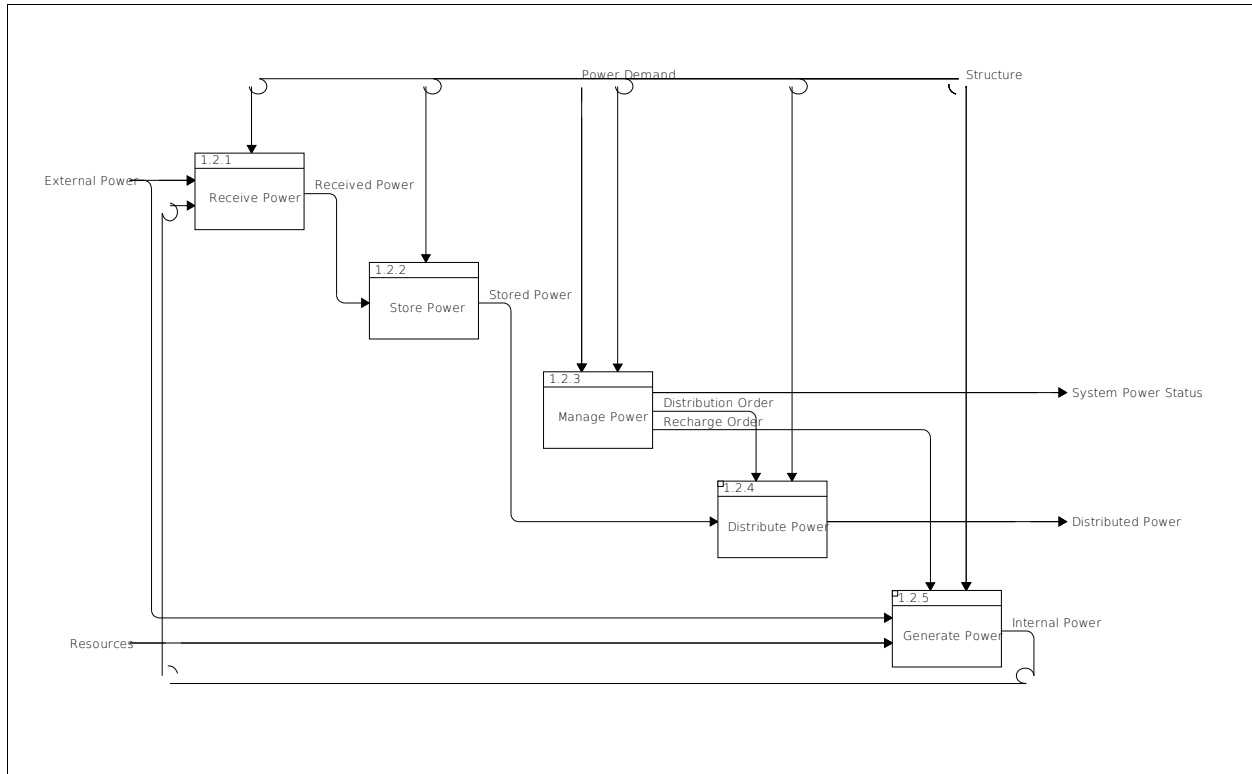 Power Demand
Structure
1.2.1
External Power
Received Power
Receive Power
1.2.2
Stored Power
Store Power
1.2.3
System Power Status
Distribution Order
Manage Power
Recharge Order
1.2.4
Distributed Power
Distribute Power
1.2.5
Internal Power
Generate Power
Resources